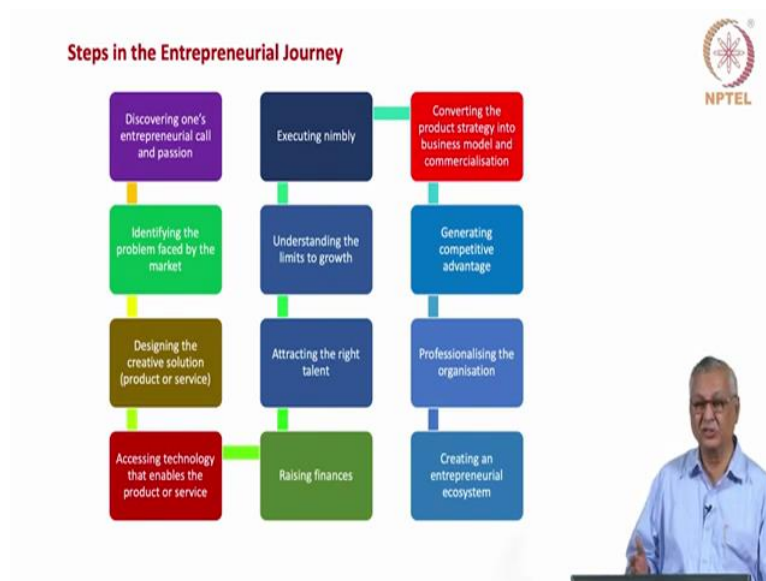 Steps in the Entrepreneurial Journey
®
NPTEL
Discovering one's
entrepreneurial call
and passion
Identifying the
problem faced by the
market
Designing the
creative solution
(product or service)
Accessing technology
that enables the
product or service
Raising finances
Attracting the right
talent
Understanding the
limits to growth
Executing nimbly
Converting the
product strategy into
business model and
commercialisation
Generating
competitive
advantage
Professionalising the
organisation
Creating an
entrepreneurial
ecosystem